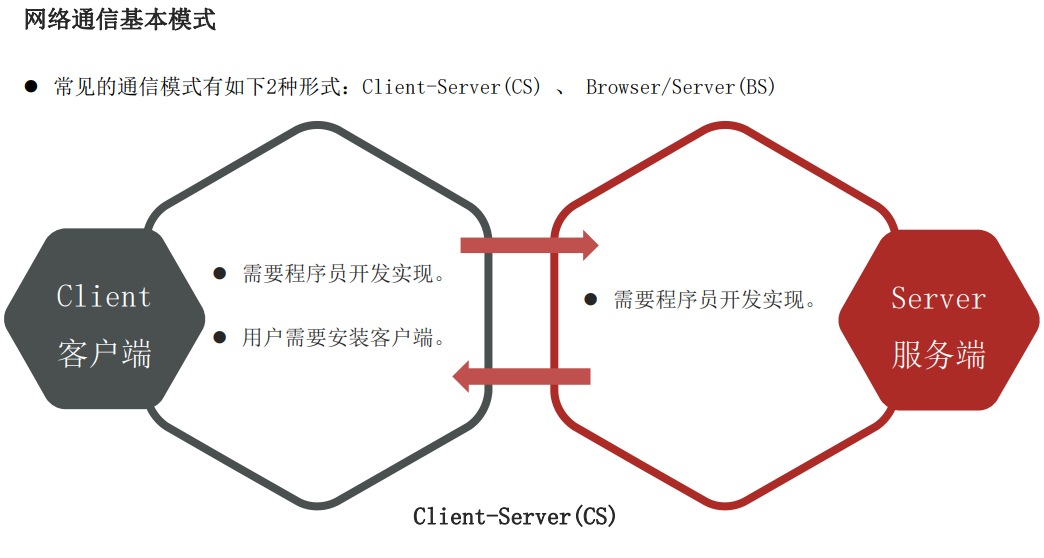 网络通信基本模式
● 常见的通信模式有如下2种形式：Client-Server(CS) 、 Browser/Server(BS)
Client
客户端
● 需要程序员开发实现。
● 用户需要安装客户端。
● 需要程序员开发实现。
Server
服务端
Client-Server(CS)